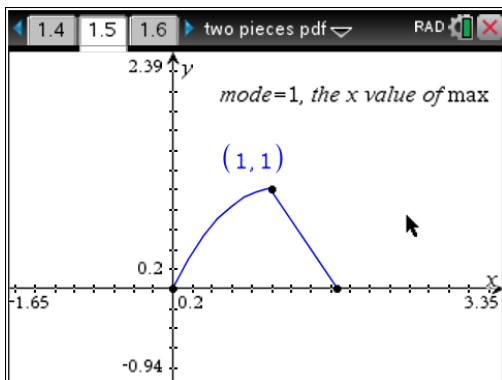 1.4 1.5 1.6 two pieces pdf RAD
2.39 y
mode=1, the x value of max
(1,1)
0.2 x
-1.65 0.2 3.35
-0.94